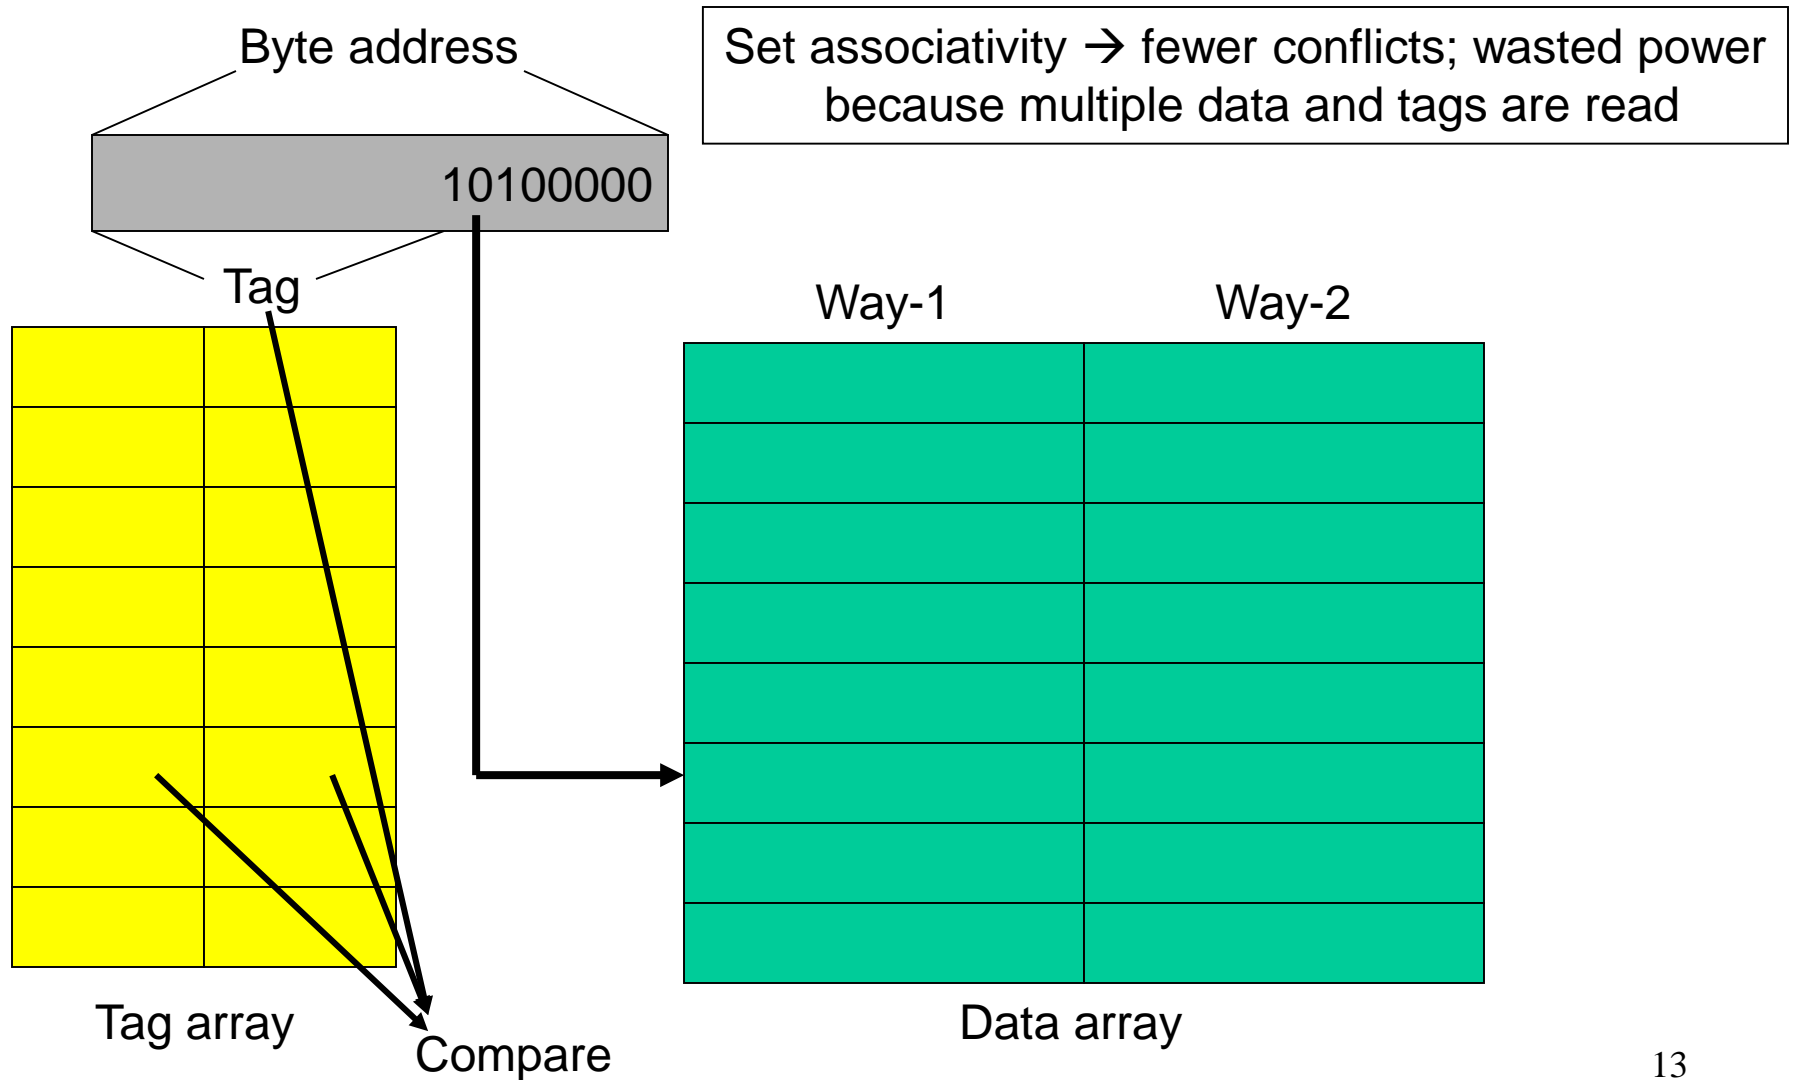 Byte address
Set associativity → fewer conflicts; wasted power
because multiple data and tags are read
10100000
Tag
Way-1
Way-2
Tag array
Data array
Compare
13